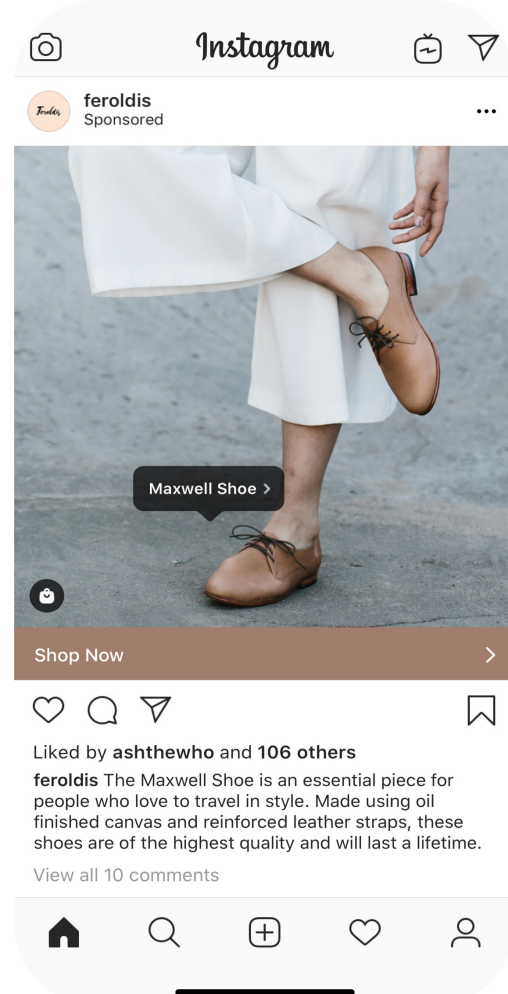 Instagram
Feroldis
feroldis
Sponsored
Maxwell Shoe
Shop Now
Liked by ashthewho and 106 others
feroldis The Maxwell Shoe is an essential piece for
people who love to travel in style. Made using oil
finished canvas and reinforced leather straps, these
shoes are of the highest quality and will last a lifetime.
View all 10 comments